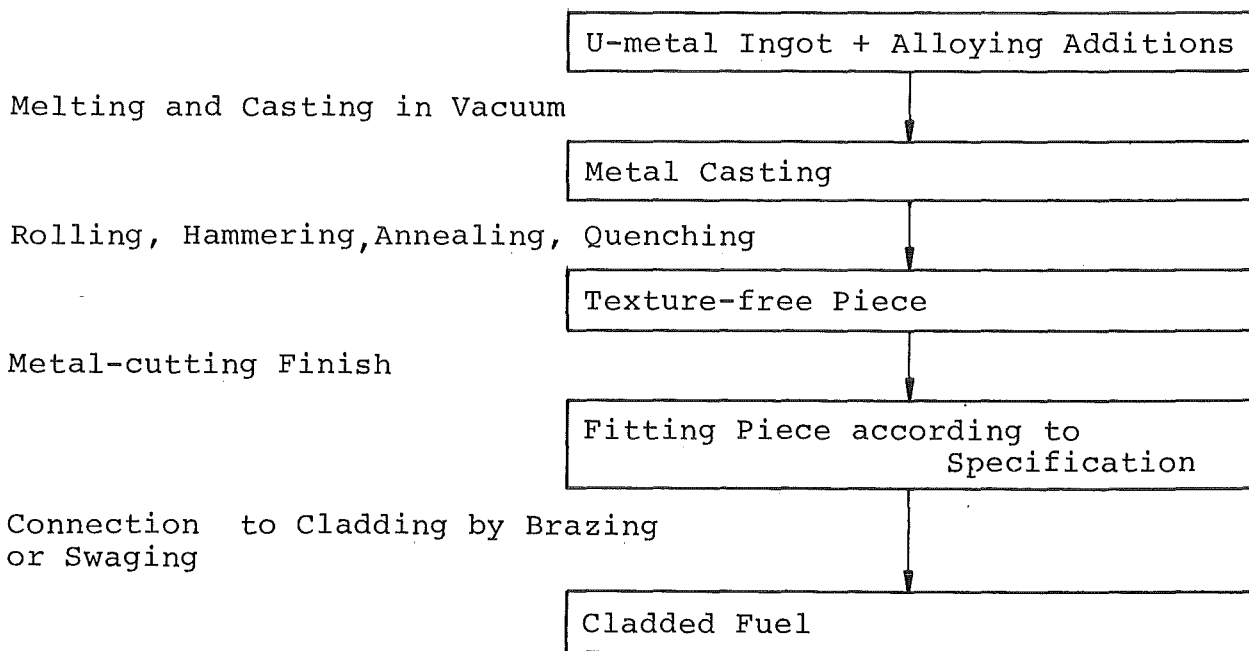 U-metal Ingot + Alloying Additions
Melting and Casting in Vacuum
Metal Casting
Rolling, Hammering,Annealing, Quenching
Texture-free Piece
Metal-cutting Finish
Fitting Piece according to
Specification
Connection to Cladding by Brazing
or Swaging
Cladded Fuel